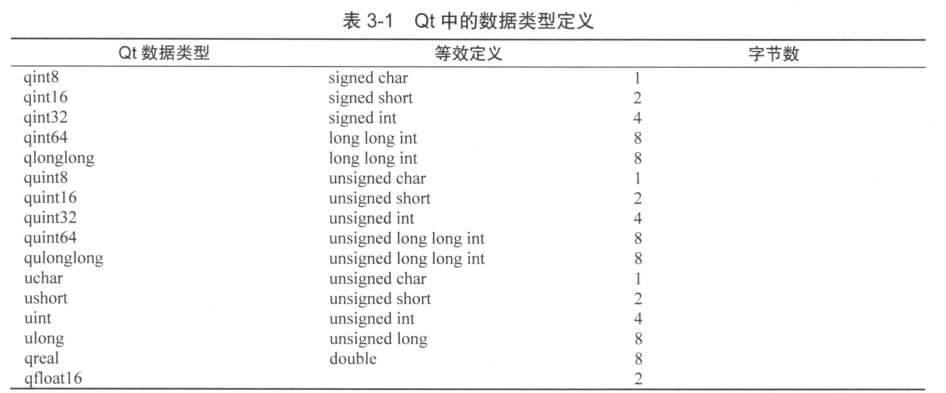 表 3-1 Qt 中的数据类型定义
Qt 数据类型 等效定义 字节数
qint8 signed char 1
qint16 signed short 2
qint32 signed int 4
qint64 long long int 8
qlonglong long long int 8
quint8 unsigned char 1
quint16 unsigned short 2
quint32 unsigned int 4
quint64 unsigned long long int 8
qulonglong unsigned long long int 8
uchar unsigned char 1
ushort unsigned short 2
uint unsigned int 4
ulong unsigned long 8
qreal double 8
qfloat16 2